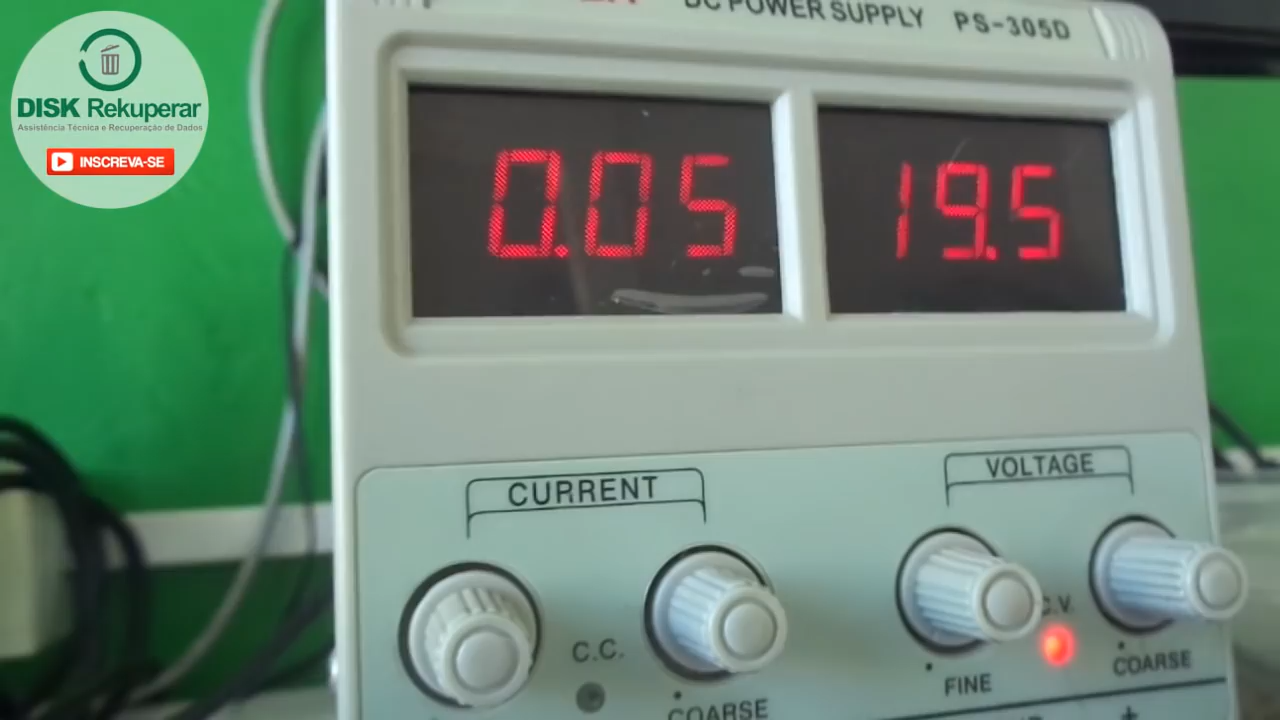 DISK Rekuperar
Assistência Técnica e Recuperação de Dados
INSCREVA-SE
DC POWER SUPPLY PS-305D
0.05
19.5
CURRENT
VOLTAGE
C.C.
C.V.
COARSE
FINE
COARSE
+